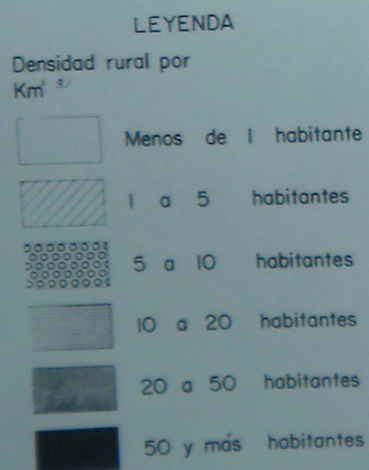 LEYENDA
Densidad rural por
Km² a/
Menos de 1 habitante
1 a 5 habitantes
5 a 10 habitantes
10 a 20 habitantes
20 a 50 habitantes
50 y más habitantes